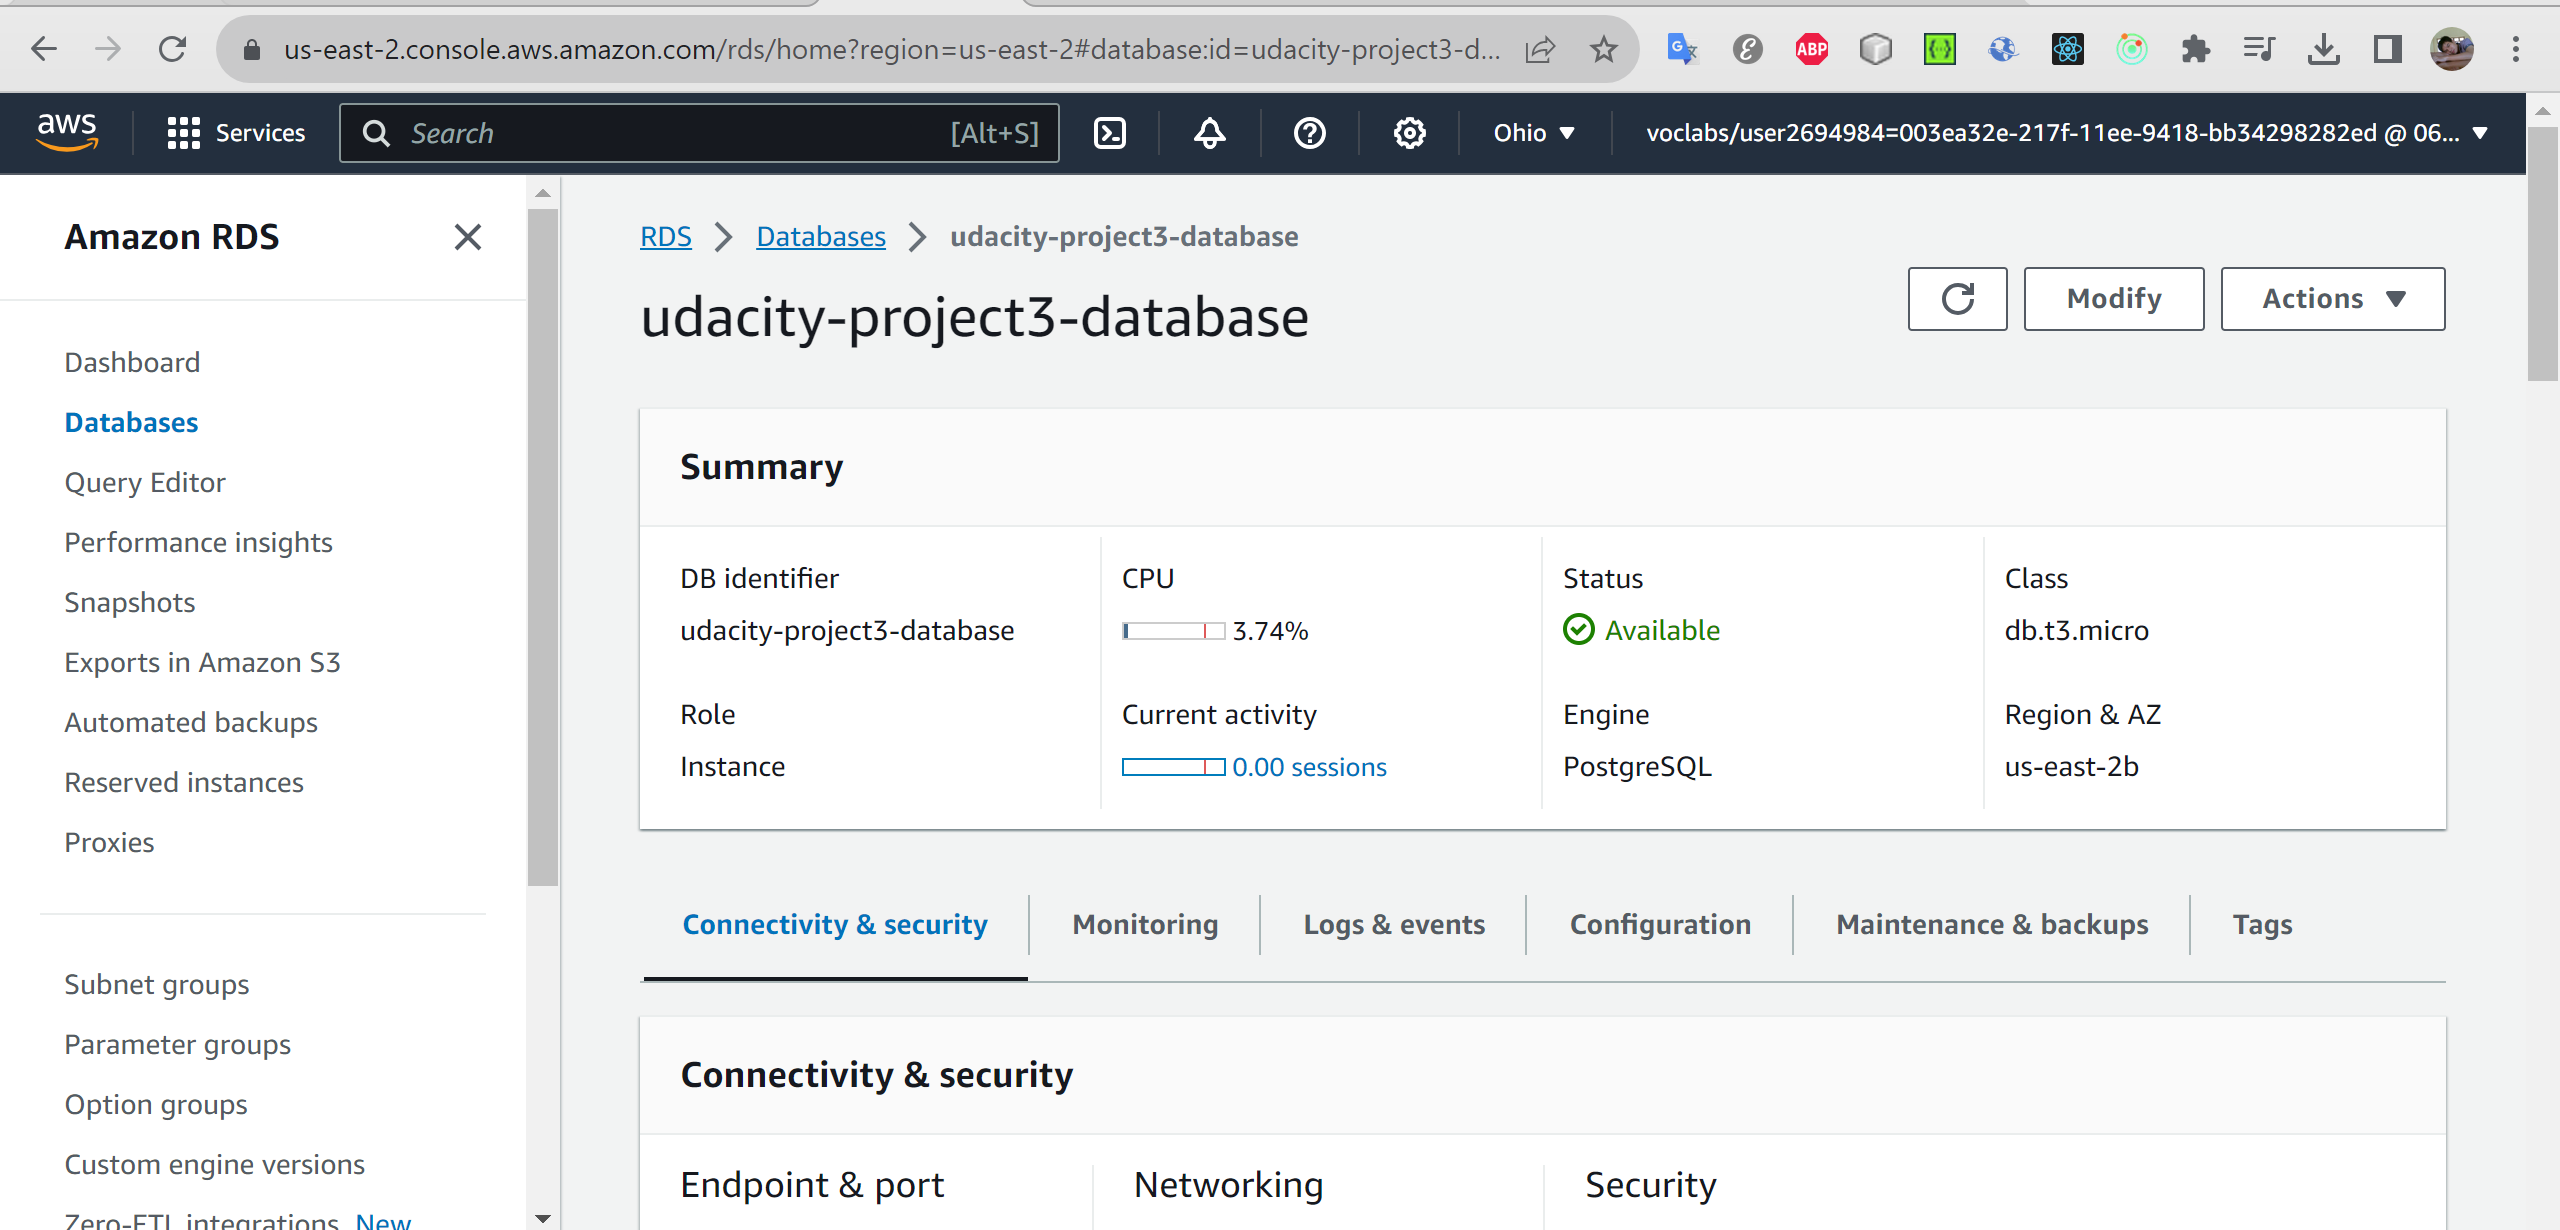 us-east-2.console.aws.amazon.com/rds/home?region=us-east-2#database:id=udacity-project3-d...
ABP
aws
Services
Search
[Alt+S]
Ohio
voclabs/user2694984=003ea32e-217f-11ee-9418-bb34298282ed @ 06...
Amazon RDS
Dashboard
Databases
Query Editor
Performance insights
Snapshots
Exports in Amazon S3
Automated backups
Reserved instances
Proxies
Subnet groups
Parameter groups
Option groups
Custom engine versions
Zero-ETL integrations New
RDS > Databases > udacity-project3-database
udacity-project3-database
Modify
Actions
Summary
DB identifier
udacity-project3-database
CPU
3.74%
Status
Available
Class
db.t3.micro
Role
Instance
Current activity
0.00 sessions
Engine
PostgreSQL
Region & AZ
us-east-2b
Connectivity & security
Monitoring
Logs & events
Configuration
Maintenance & backups
Tags
Connectivity & security
Endpoint & port
Networking
Security